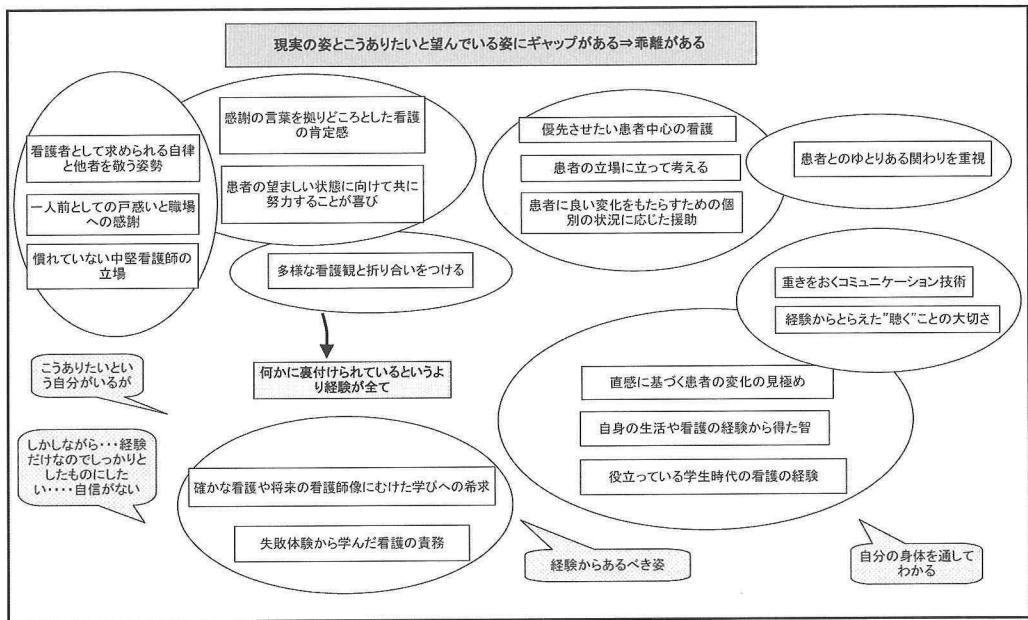 現実の姿とこうありたいと望んでいる姿にギャップがある⇒乖離がある
看護者として求められる自律
と他者を敬う姿勢
一人前としての戸惑いと職場
への感謝
慣れていない中堅看護師の
立場
感謝の言葉を拠りどころとした看護
の肯定感
患者の望ましい状態に向けて共に
努力することが喜び
多様な看護観と折り合いをつける
優先させたい患者中心の看護
患者の立場に立って考える
患者に良い変化をもたらすための個
別の状況に応じた援助
患者とのゆとりある関わりを重視
重きをおくコミュニケーション技術
経験からとらえた"聴く"ことの大切さ
何かに裏付けられているというよ
り経験が全て
直感に基づく患者の変化の見極め
自身の生活や看護の経験から得た智
役立っている学生時代の看護の経験
こうありたいとい
う自分がいるが
しかしながら・・・経験
だけなのでしっかりと
したものにした
い・・・・自信がない
確かな看護や将来の看護師像にむけた学びへの希求
失敗体験から学んだ看護の責務
経験からあるべき姿
自分の身体を通して
わかる